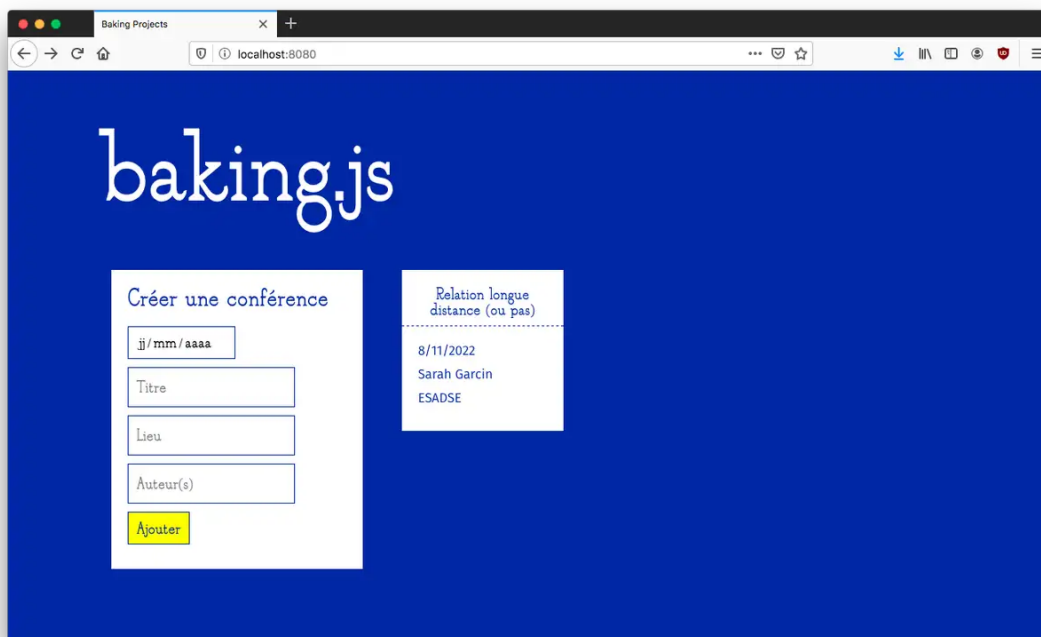 Baking Projects
localhost:8080
baking.js
Créer une conférence
jj/mm/aaaa
Titre
Lieu
Auteur(s)
Ajouter
Relation longue
distance (ou pas)
8/11/2022
Sarah Garcin
ESADSE